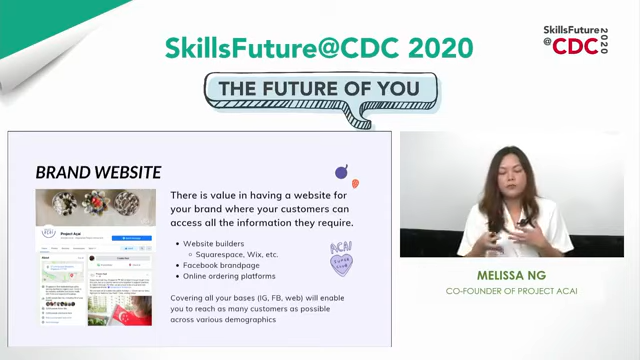 SkillsFuture@CDC 2020
THE FUTURE OF YOU
SkillsFuture
@CDC 2020
BRAND WEBSITE
Project Acai
There is value in having a website for
your brand where your customers can
access all the information they require.
• Website builders
○ Squarespace, Wix, etc.
• Facebook brandpage
• Online ordering platforms
ACAI
SUPER
CLUB
Covering all your bases (IG, FB, web) will enable
you to reach as many customers as possible
across various demographics
MELISSA NG
CO-FOUNDER OF PROJECT ACAI